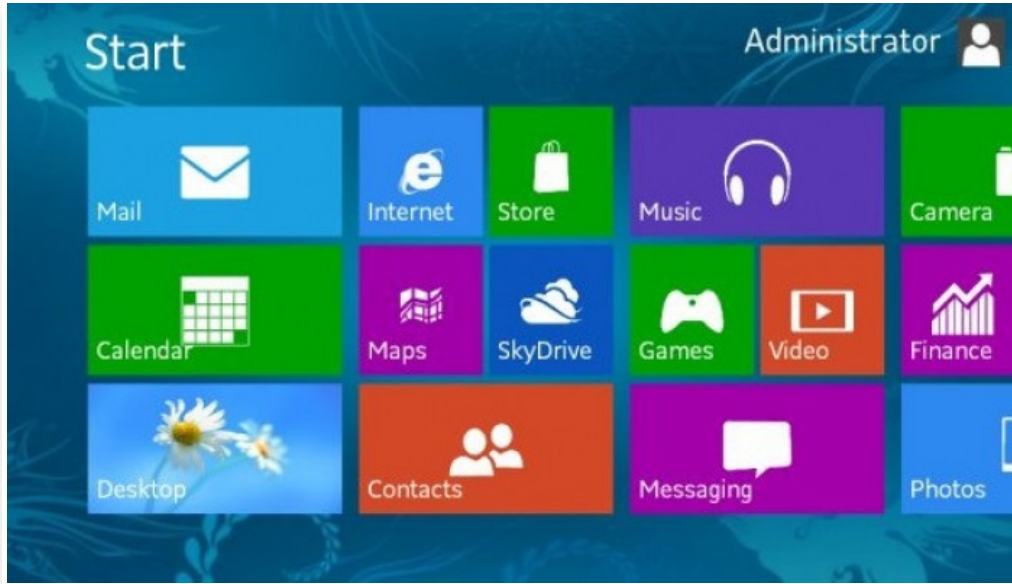 Start
Administrator
Mail
Internet
Store
Music
Camera
Calendar
Maps
SkyDrive
Games
Video
Finance
Desktop
Contacts
Messaging
Photos